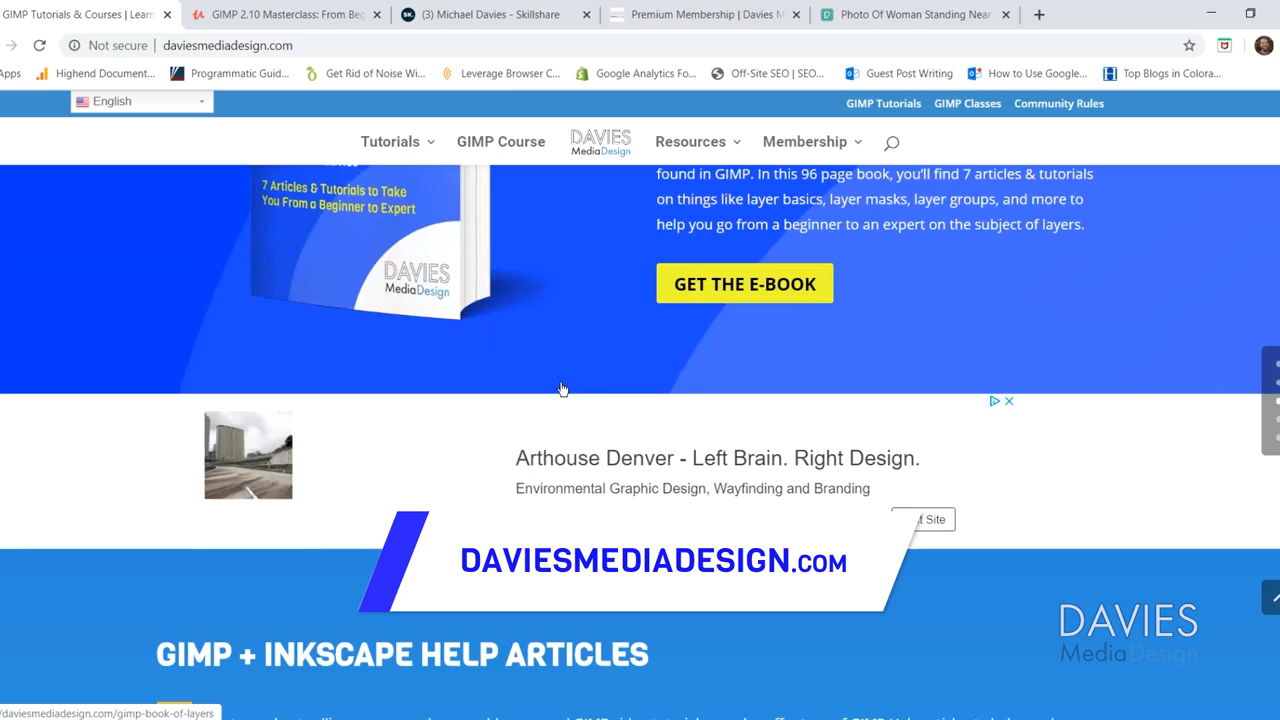 GIMP Tutorials & Courses | Learn
GIMP 2.10 Masterclass: From Beg
(3) Michael Davies - Skillshare
Premium Membership | Davies M
Photo Of Woman Standing Near
Not secure
daviesmediadesign.com
Apps
Highend Document...
Programmatic Guid...
Get Rid of Noise Wi...
Leverage Browser C...
Google Analytics Fo...
Off-Site SEO | SEO...
Guest Post Writing
How to Use Google...
Top Blogs in Colora...
English
GIMP Tutorials
GIMP Classes
Community Rules
Tutorials
GIMP Course
DAVIES
MediaDesign
Resources
Membership
7 Articles & Tutorials to Take
You From a Beginner to Expert
DAVIES
MediaDesign
found in GIMP. In this 96 page book, you'll find 7 articles & tutorials
on things like layer basics, layer masks, layer groups, and more to
help you go from a beginner to an expert on the subject of layers.
GET THE E-BOOK
Arthouse Denver - Left Brain. Right Design.
Environmental Graphic Design, Wayfinding and Branding
Site
DAVIESMEDIADESIGN.COM
DAVIES
MediaDesign
GIMP + INKSCAPE HELP ARTICLES
/daviesmediadesign.com/gimp-book-of-layers